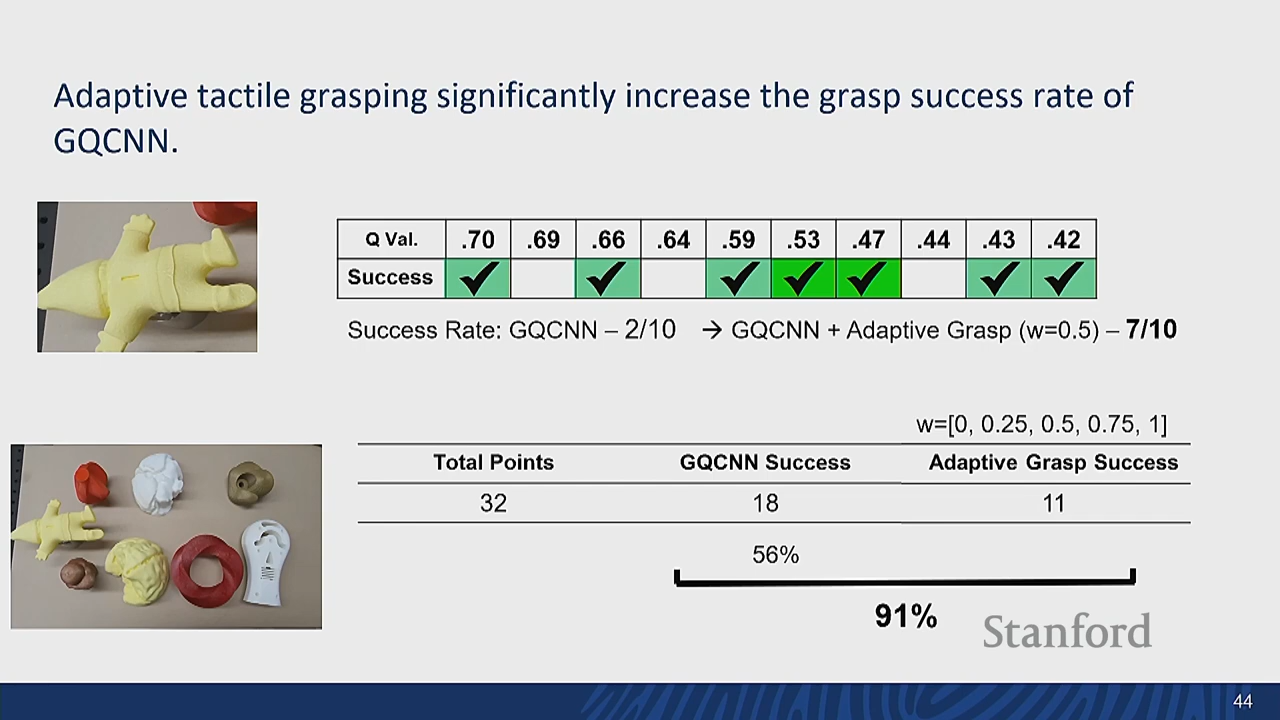 Adaptive tactile grasping significantly increase the grasp success rate of
GQCNN.
Q Val. .70 .69 .66 .64 .59 .53 .47 .44 .43 .42
Success ✓ ✓ ✓ ✓ ✓ ✓ ✓
Success Rate: GQCNN – 2/10 → GQCNN + Adaptive Grasp (w=0.5) – 7/10
w=[0, 0.25, 0.5, 0.75, 1]
Total Points GQCNN Success Adaptive Grasp Success
32 18 11
56%
91%
Stanford
44